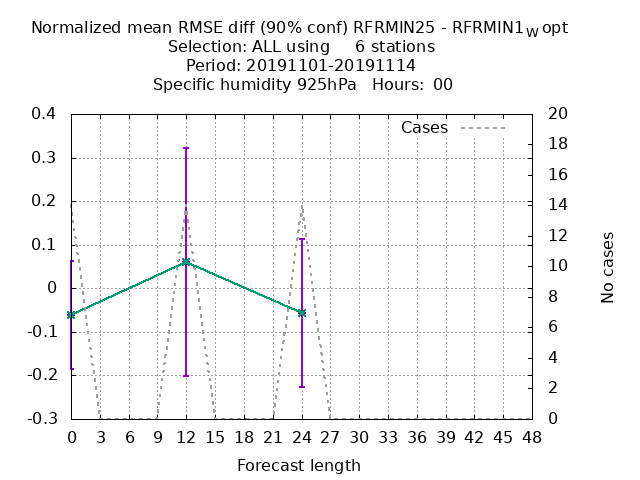 Normalized mean RMSE diff (90% conf) RFRMIN25 - RFRMIN1Wopt
Selection: ALL using 6 stations
Period: 20191101-20191114
Specific humidity 925hPa Hours: 00
0.4
0.3
0.2
0.1
0
-0.1
-0.2
-0.3
Cases
20
18
16
14
12
10
8
6
4
2
0
No cases
0 3 6 9 12 15 18 21 24 27 30 33 36 39 42 45 48
Forecast length